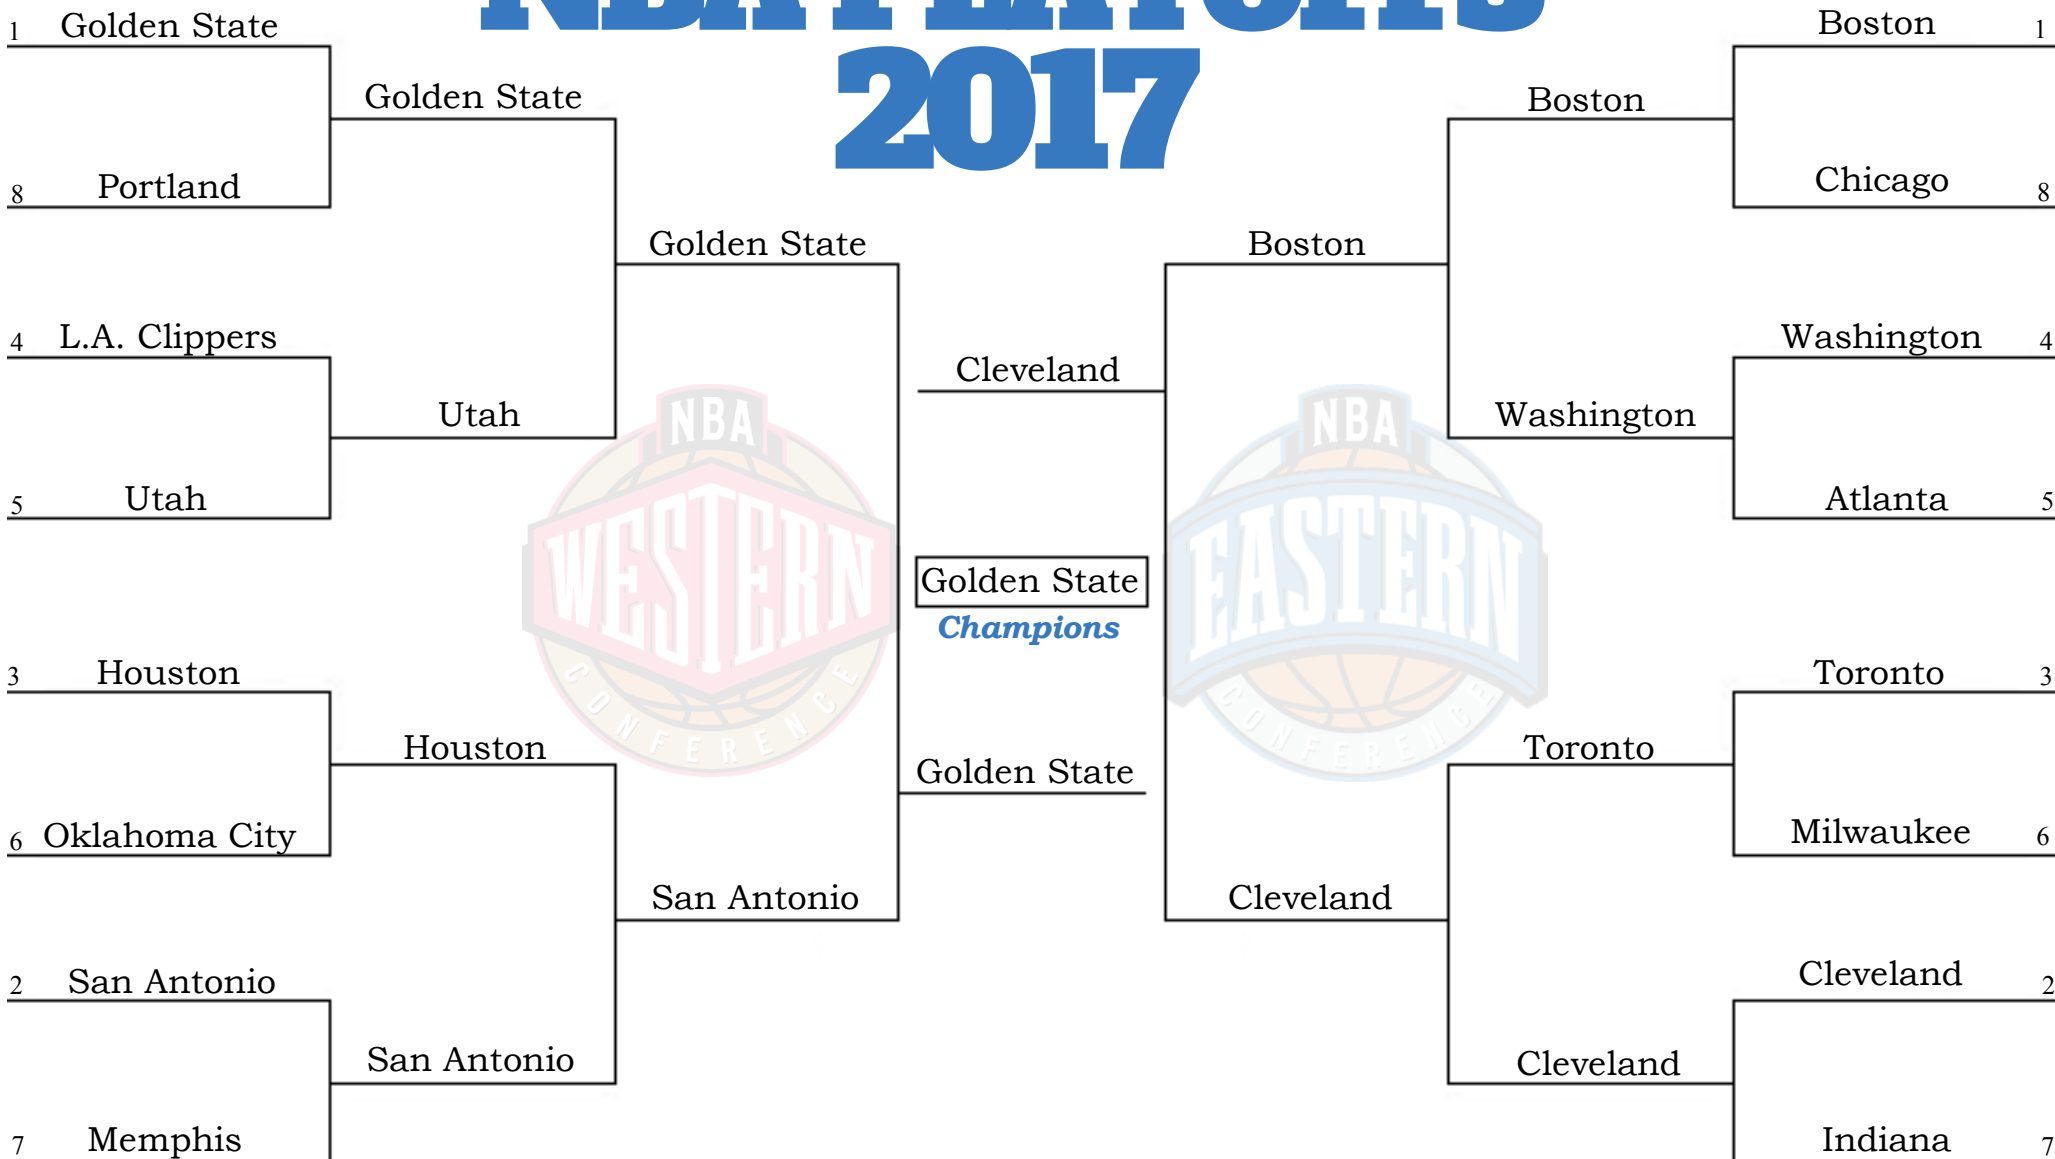 NBA PLAYOFFS
2017
1 Golden State
8 Portland
4 L.A. Clippers
5 Utah
3 Houston
6 Oklahoma City
2 San Antonio
7 Memphis
Golden State
Utah
Houston
San Antonio
Golden State
San Antonio
Cleveland
Golden State
Champions
Golden State
Boston
Cleveland
Boston
Washington
Toronto
Cleveland
Boston 1
Chicago 8
Washington 4
Atlanta 5
Toronto 3
Milwaukee 6
Cleveland 2
Indiana 7
NBA
WESTERN
CONFERENCE
NBA
EASTERN
CONFERENCE